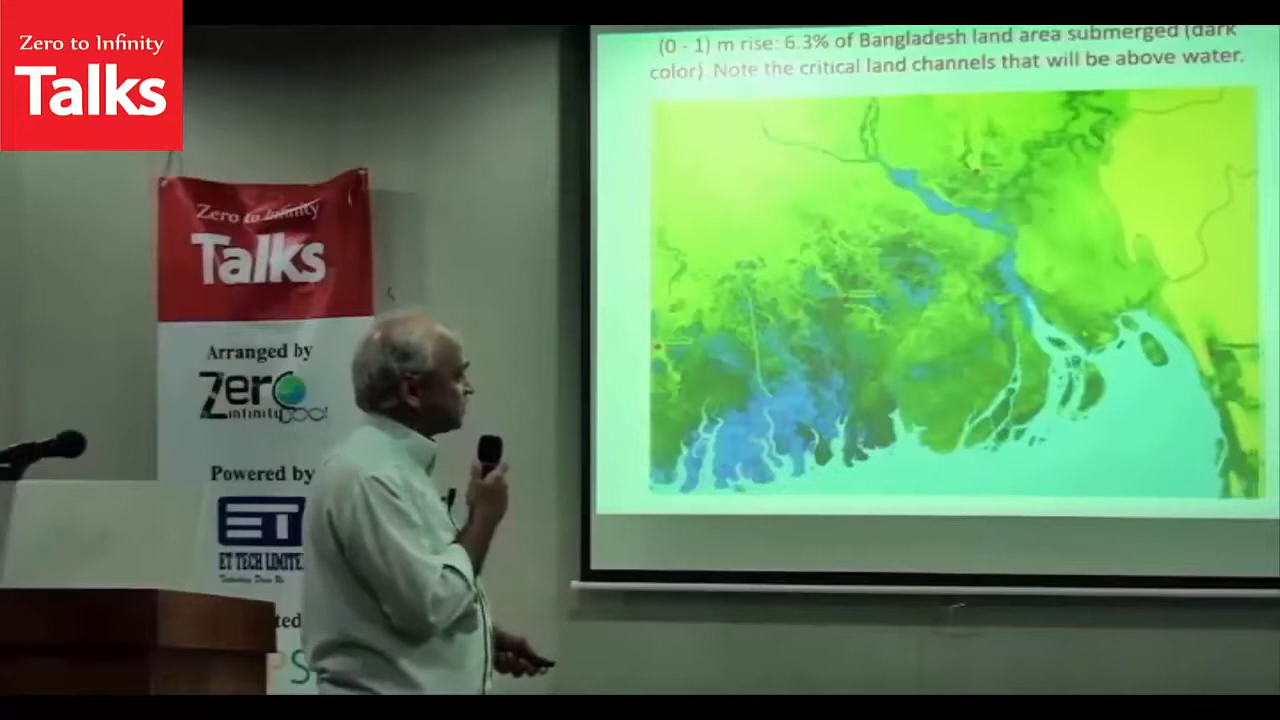 Zero to Infinity
Talks
(0 - 1) m rise: 6.3% of Bangladesh land area submerged (dark
color). Note the critical land channels that will be above water.
Zero to Infinity
Talks
Arranged by
Zero
infinity
Powered by
ET
ET TECH LIMITE